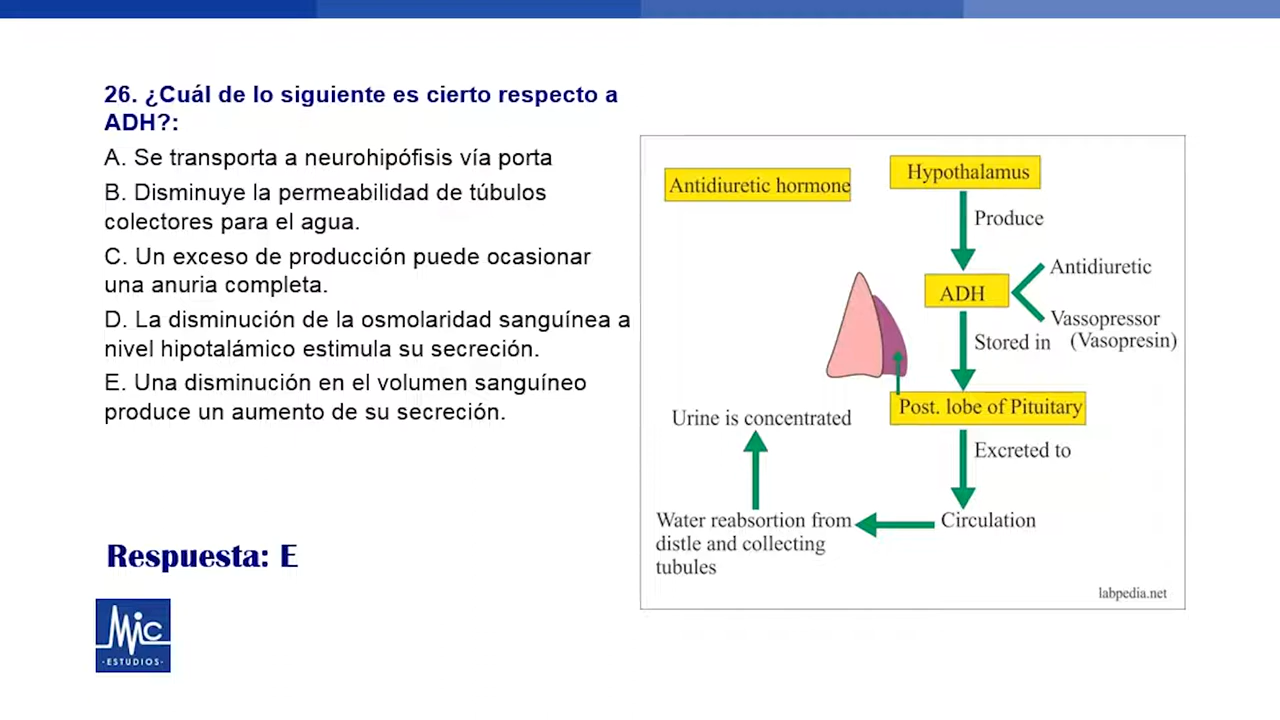 26. ¿Cuál de lo siguiente es cierto respecto a
ADH?:
A. Se transporta a neurohipófisis vía porta
B. Disminuye la permeabilidad de túbulos
colectores para el agua.
C. Un exceso de producción puede ocasionar
una anuria completa.
D. La disminución de la osmolaridad sanguínea a
nivel hipotalámico estimula su secreción.
E. Una disminución en el volumen sanguíneo
produce un aumento de su secreción.
Respuesta: E
Mic
·ESTUDIOS·
Antidiuretic hormone
Hypothalamus
Produce
ADH
Antidiuretic
Vassopressor
(Vasopresin)
Stored in
Post. lobe of Pituitary
Excreted to
Circulation
Water reabsortion from
distle and collecting
tubules
Urine is concentrated
labpedia.net